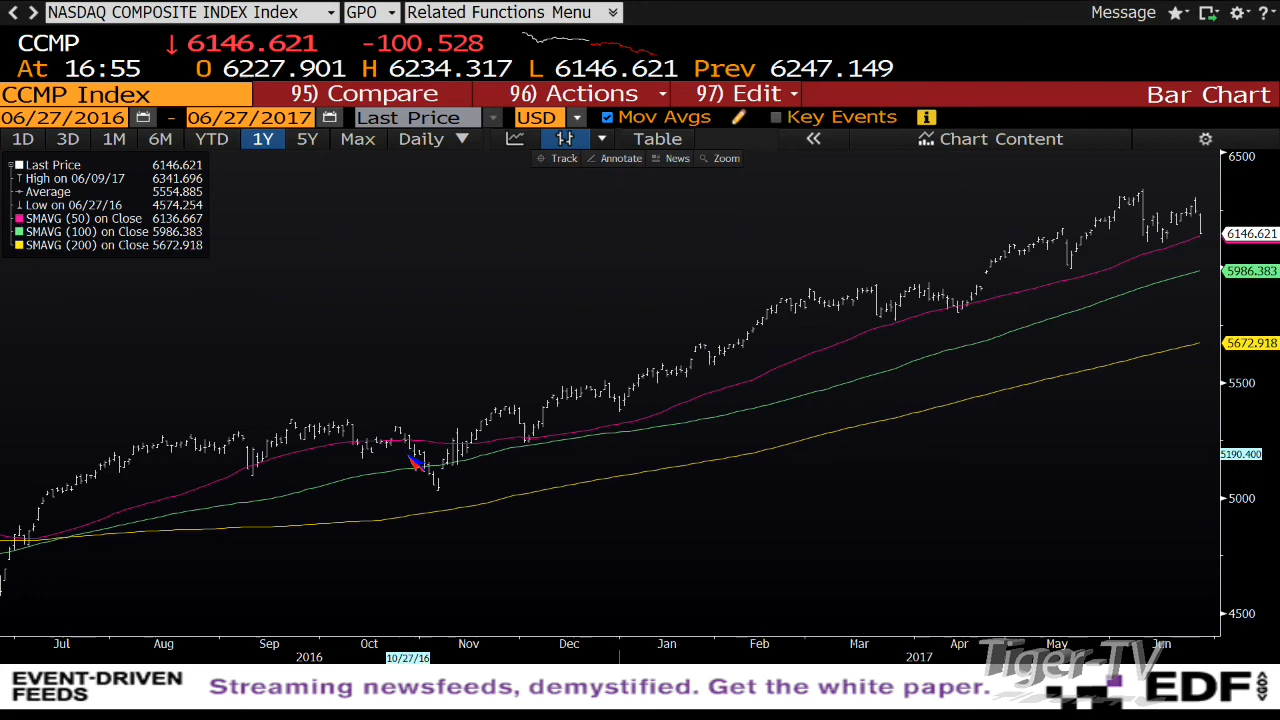 NASDAQ COMPOSITE INDEX Index GPO Related Functions Menu Message ?
CCMP ↓ 6146.621 -100.528
At 16:55 O 6227.901 H 6234.317 L 6146.621 Prev 6247.149
CCMP Index 95) Compare 96) Actions 97) Edit Bar Chart
06/27/2016 - 06/27/2017 Last Price USD Mov Avgs Key Events
1D 3D 1M 6M YTD 1Y 5Y Max Daily Table Chart Content
Track Annotate News Zoom
Last Price 6146.621
High on 06/09/17 6341.696
Average 5554.885
Low on 06/27/16 4574.254
SMAVG (50) on Close 6136.667
SMAVG (100) on Close 5986.383
SMAVG (200) on Close 5672.918
6500
6146.621
5986.383
5672.918
5500
5190.400
5000
4500
Jul Aug Sep Oct Nov Dec Jan Feb Mar Apr May Jun
2016 10/27/16 2017
Tiger-TV
EVENT-DRIVEN
FEEDS
Streaming newsfeeds, demystified. Get the white paper.
EDF